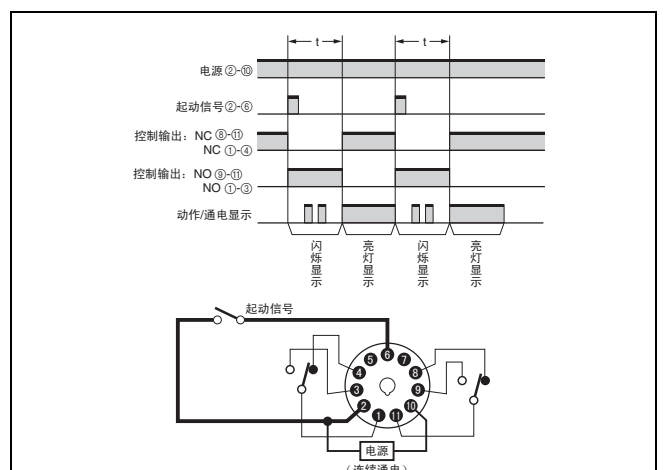 t t
电源②-⑩
起动信号②-⑥
控制输出：NC ⑧-⑪
NC ①-④
控制输出：NO ⑨-⑪
NO ①-③
动作/通电显示
闪烁显示 亮灯显示 闪烁显示 亮灯显示
起动信号
5 6 7
4 8
3 9
2 10
1 11
电源
（连续通电）